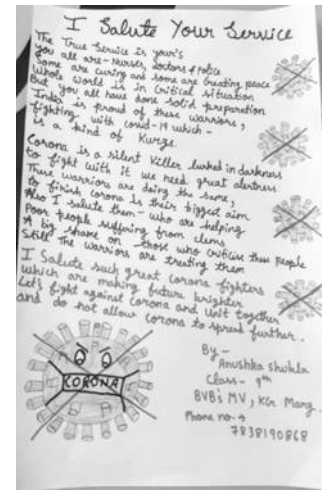 I Salute Your Service
The True Service is your's
you all are - nurses, doctors & police
Some are curing and some are creating peace
Whole world is in critical situation
But you all have done solid preparation
India is proud of these warriors,
fighting with covid-19 which -
is a kind of
Corona is a silent killer lurked in darkness
to fight with it we need great alertness
These warriors are doing the same,
to finish corona is their biggest aim
Also I salute them - who are helping
Poor people suffering from
A big shame on those who criticise these people
Still The warriors are treating them
I Salute such great corona fighters
which are making future brighter
Let's fight against corona and unit together
and do not allow corona to spread further.
CORONA
By -
Anushka Shukla
Class - 9th
BVB's MV, KG Marg.
Phone no. →
7838190868